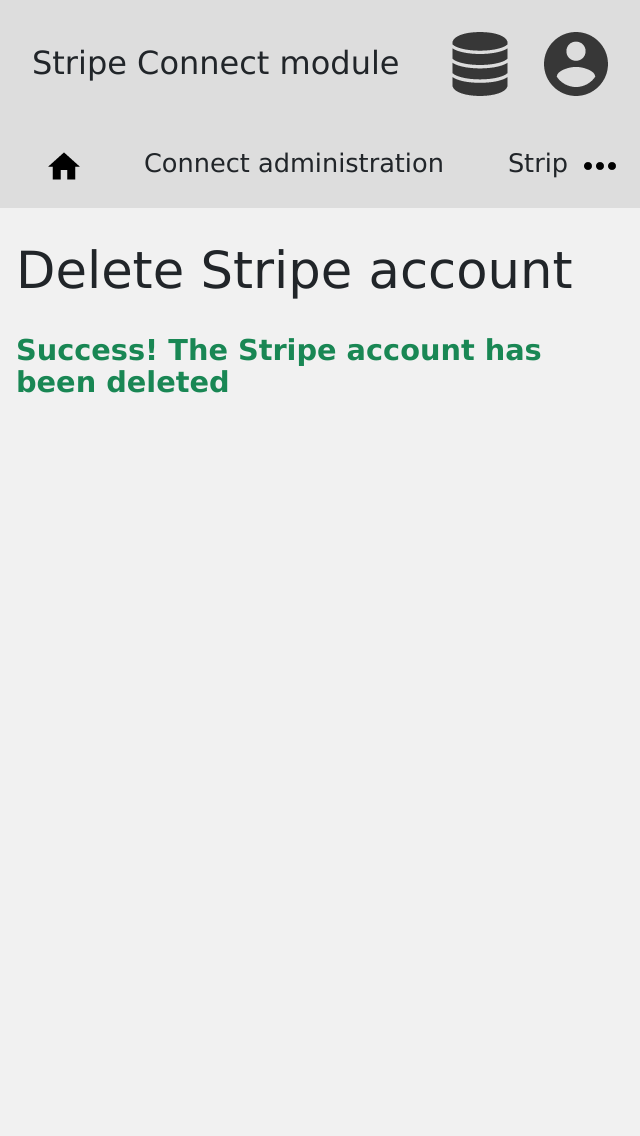 Stripe Connect module
Connect administration
Strip
Delete Stripe account
Success! The Stripe account has
been deleted